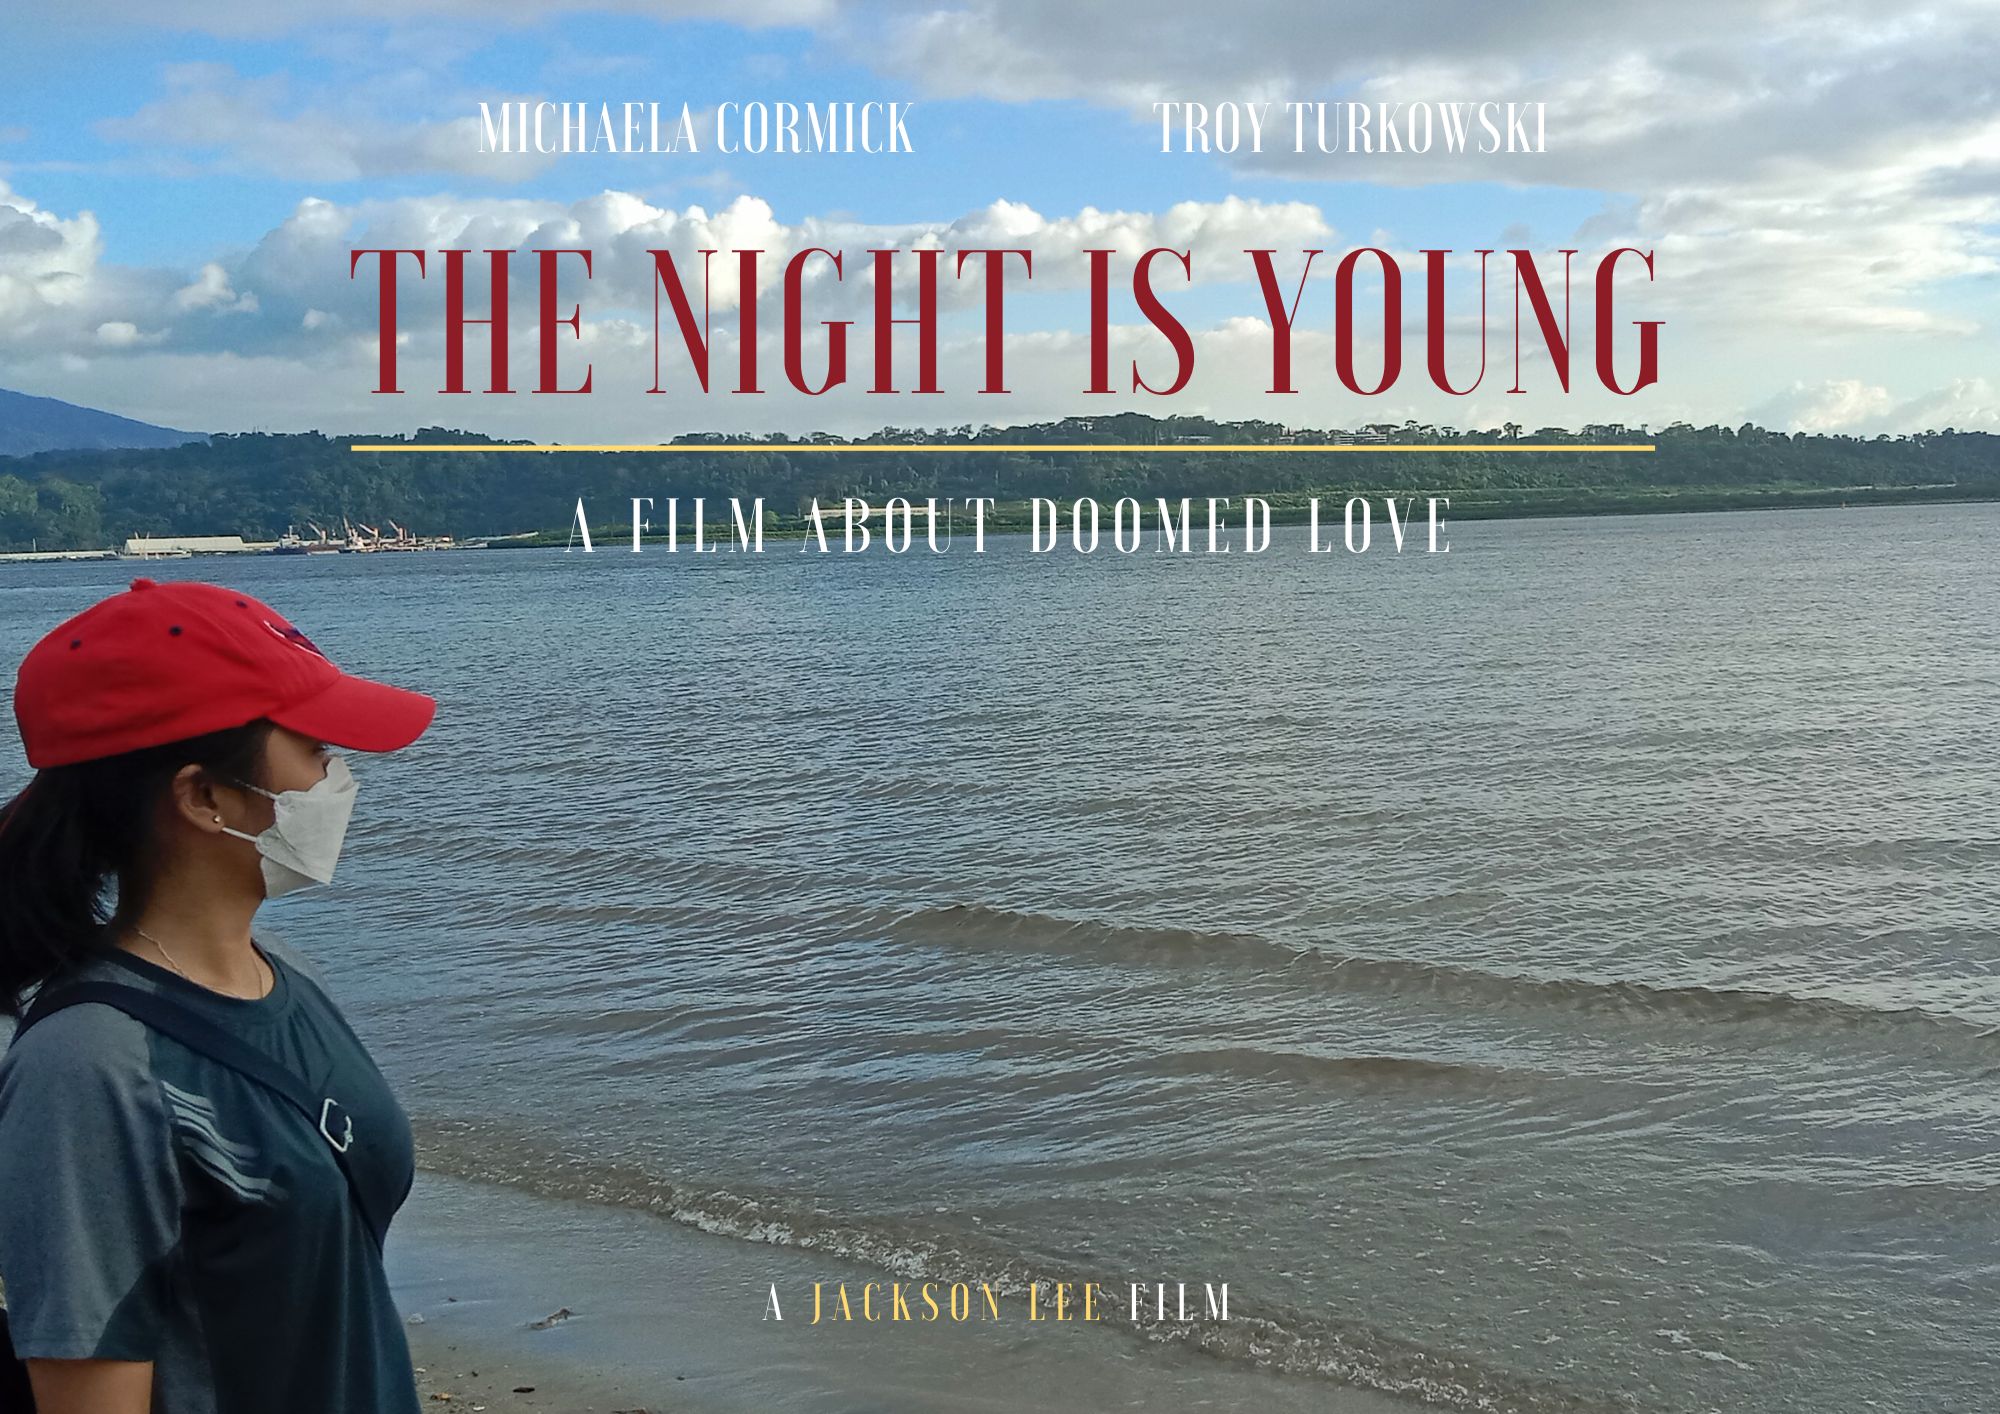 MICHAELA CORMICK TROY TURKOWSKI
THE NIGHT IS YOUNG
A FILM ABOUT DOOMED LOVE
A JACKSON LEE FILM